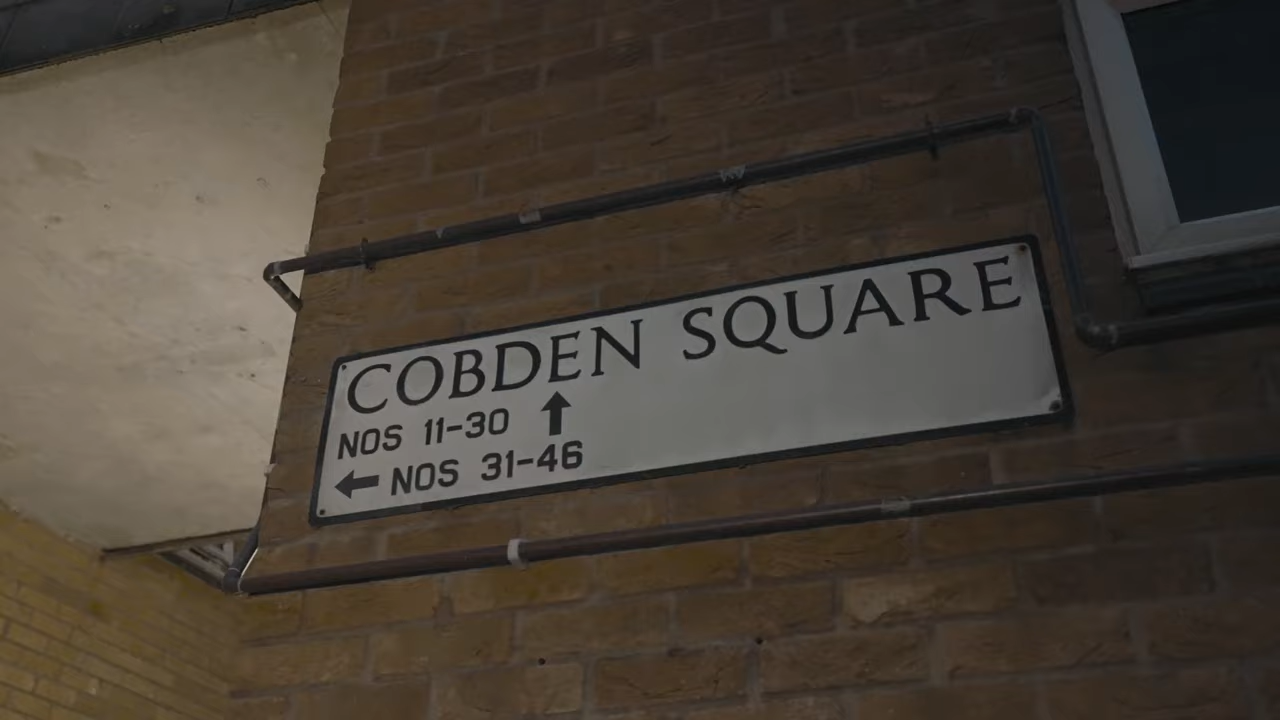 COBDEN SQUARE
NOS 11-30 ↑
← NOS 31-46